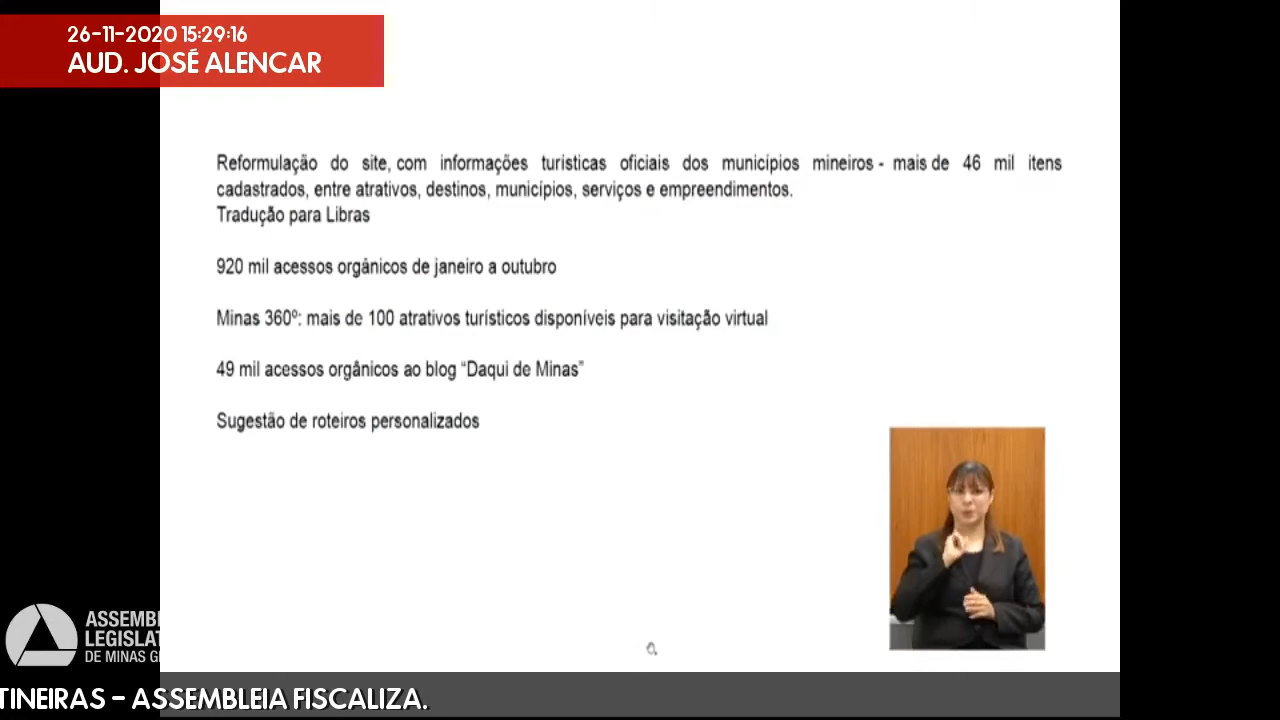 26-11-2020 15:29:16
AUD. JOSÉ ALENCAR
Reformulação do site, com informações turísticas oficiais dos municípios mineiros - mais de 46 mil itens
cadastrados, entre atrativos, destinos, municípios, serviços e empreendimentos.
Tradução para Libras
920 mil acessos orgânicos de janeiro a outubro
Minas 360º: mais de 100 atrativos turísticos disponíveis para visitação virtual
49 mil acessos orgânicos ao blog “Daqui de Minas”
Sugestão de roteiros personalizados
ASSEMBL
LEGISLAT
DE MINAS GE
TINEIRAS – ASSEMBLEIA FISCALIZA.